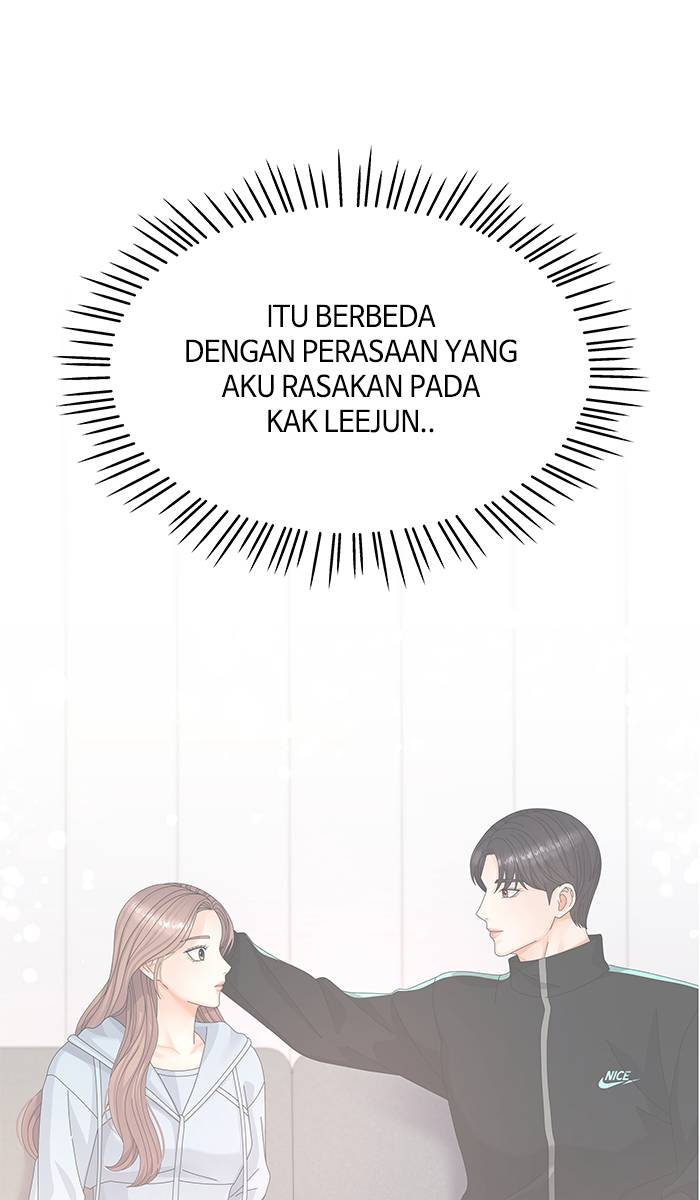 ITU BERBEDA
DENGAN PERASAAN YANG
AKU RASAKAN PADA
KAK LEEJUN..
NICE